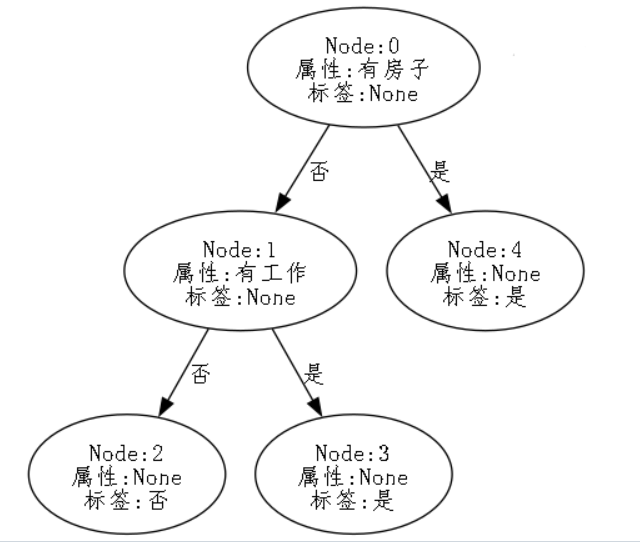 Node:0
属性:有房子
标签:None
否
是
Node:1
属性:有工作
标签:None
Node:4
属性:None
标签:是
否
是
Node:2
属性:None
标签:否
Node:3
属性:None
标签:是